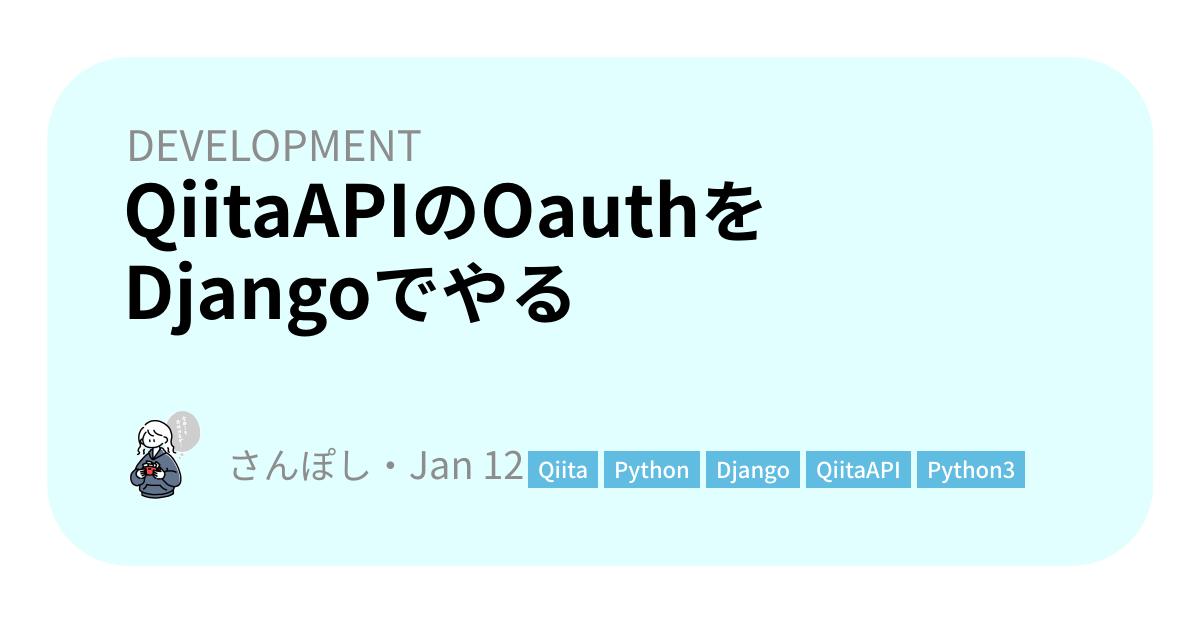 DEVELOPMENT
QiitaAPIのOauthを
Djangoでやる
さんぽし・Jan 12 Qiita Python Django QiitaAPI Python3